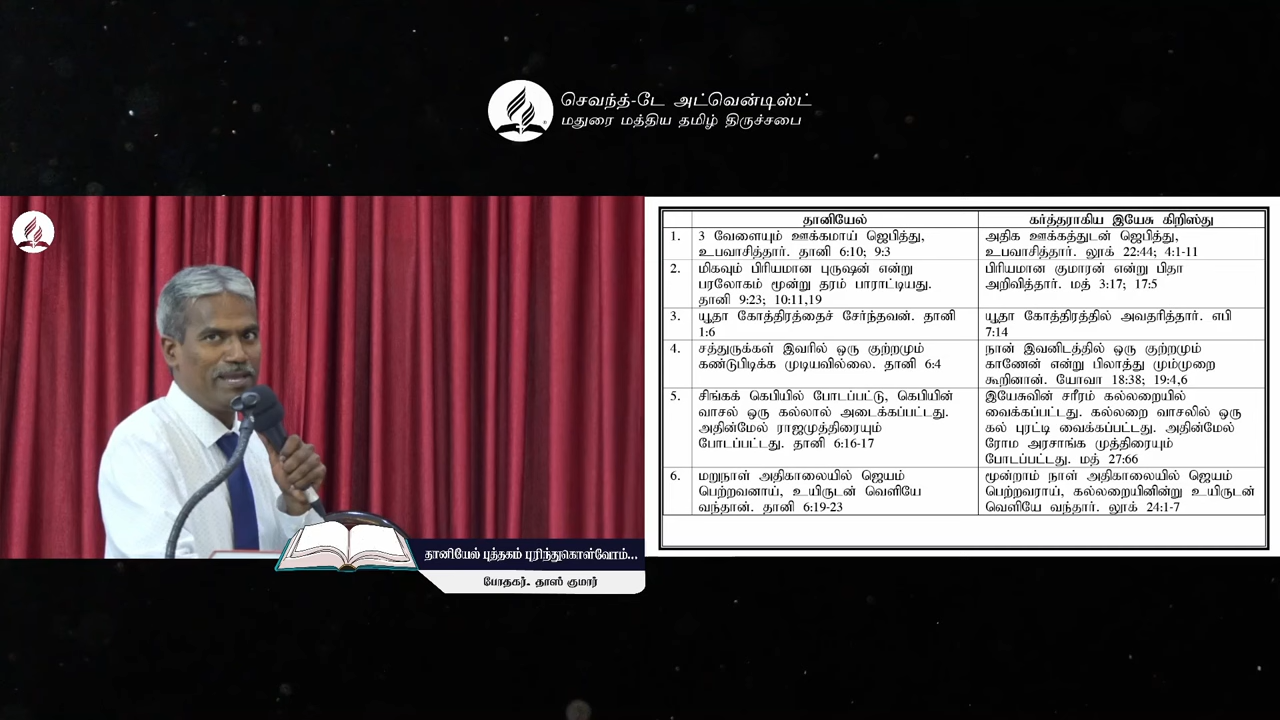 செவந்த்-டே அட்வென்டிஸ்ட்
மதுரை மத்திய தமிழ் திருச்சபை
தானியேல்
கர்த்தராகிய இயேசு கிறிஸ்து
1.
3 வேளையும் ஊக்கமாய் ஜெபித்து,
உபவாசித்தார். தானி 6:10; 9:3
அதிக ஊக்கத்துடன் ஜெபித்து,
உபவாசித்தார். லூக் 22:44; 4:1-11
2.
மிகவும் பிரியமான புருஷன் என்று
பரலோகம் மூன்று தரம் பாராட்டியது.
தானி 9:23; 10:11,19
பிரியமான குமாரன் என்று பிதா
அறிவித்தார். மத் 3:17; 17:5
3.
யூதா கோத்திரத்தைச் சேர்ந்தவன். தானி
1:6
யூதா கோத்திரத்தில் அவதரித்தார். எபி
7:14
4.
சத்துருக்கள் இவரில் ஒரு குற்றமும்
கண்டுபிடிக்க முடியவில்லை. தானி 6:4
நான் இவனிடத்தில் ஒரு குற்றமும்
காணேன் என்று பிலாத்து மும்முறை
கூறினான். யோவா 18:38; 19:4,6
5.
சிங்கக் கெபியில் போடப்பட்டு, கெபியின்
வாசல் ஒரு கல்லால் அடைக்கப்பட்டது.
அதின்மேல் ராஜமுத்திரையும்
போடப்பட்டது. தானி 6:16-17
இயேசுவின் சரீரம் கல்லறையில்
வைக்கப்பட்டது. கல்லறை வாசலில் ஒரு
கல் புரட்டி வைக்கப்பட்டது. அதின்மேல்
ரோம அரசாங்க முத்திரையும்
போடப்பட்டது. மத் 27:66
6.
மறுநாள் அதிகாலையில் ஜெயம்
பெற்றவனாய், உயிருடன் வெளியே
வந்தான். தானி 6:19-23
மூன்றாம் நாள் அதிகாலையில் ஜெயம்
பெற்றவராய், கல்லறையினின்று உயிருடன்
வெளியே வந்தார். லூக் 24:1-7
தானியேல் புத்தகம் புரிந்துகொள்வோம்...
போதகர். தாஸ் குமார்